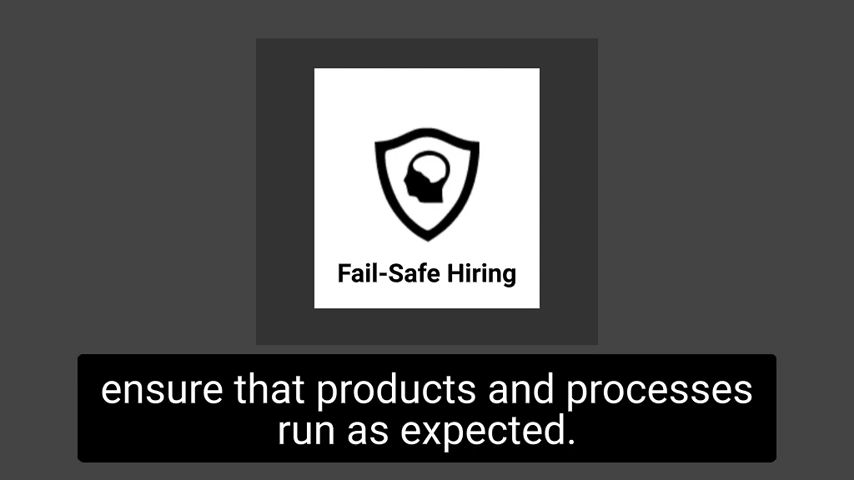 Fail-Safe Hiring
ensure that products and processes
run as expected.